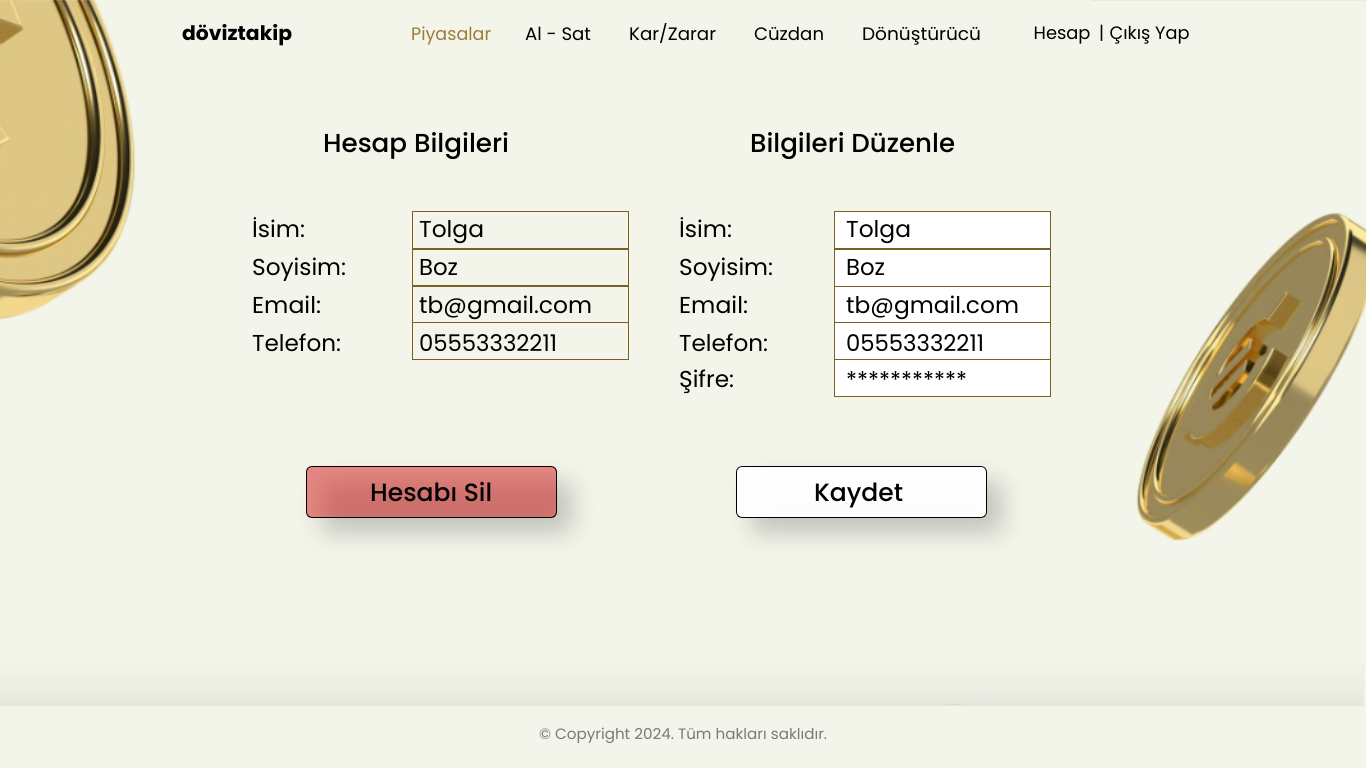 döviztakip Piyasalar Al - Sat Kar/Zarar Cüzdan Dönüştürücü Hesap | Çıkış Yap
Hesap Bilgileri
İsim: Tolga
Soyisim: Boz
Email: tb@gmail.com
Telefon: 05553332211
Hesabı Sil
Bilgileri Düzenle
İsim: Tolga
Soyisim: Boz
Email: tb@gmail.com
Telefon: 05553332211
Şifre: ***********
Kaydet
© Copyright 2024. Tüm hakları saklıdır.